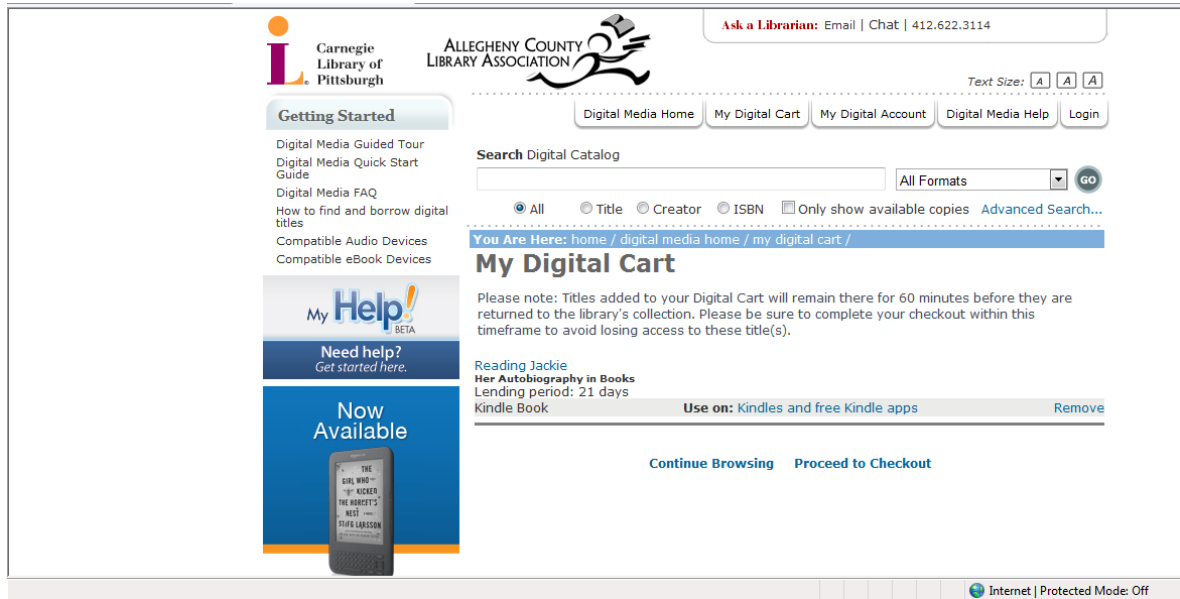 Carnegie
Library of
Pittsburgh
ALLEGHENY COUNTY
LIBRARY ASSOCIATION
Ask a Librarian: Email | Chat | 412.622.3114
Text Size: A A A
Getting Started
Digital Media Home My Digital Cart My Digital Account Digital Media Help Login
Digital Media Guided Tour
Digital Media Quick Start
Guide
Digital Media FAQ
How to find and borrow digital
titles
Compatible Audio Devices
Compatible eBook Devices
Search Digital Catalog
All Formats GO
All Title Creator ISBN Only show available copies Advanced Search...
You Are Here: home / digital media home / my digital cart /
My Digital Cart
Please note: Titles added to your Digital Cart will remain there for 60 minutes before they are
returned to the library's collection. Please be sure to complete your checkout within this
timeframe to avoid losing access to these title(s).
My Help!
BETA
Need help?
Get started here.
Reading Jackie
Her Autobiography in Books
Lending period: 21 days
Kindle Book Use on: Kindles and free Kindle apps Remove
Continue Browsing Proceed to Checkout
Now
Available
THE
GIRL WHO
KICKED
THE HORNET'S
NEST
STIEG LARSSON
Internet | Protected Mode: Off